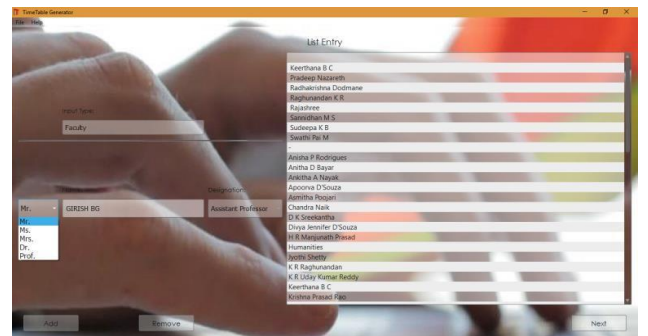 TimeTable Generator
File Help
List Entry
Input Type:
Faculty
Designation:
Mr. GIRISH BG Assistant Professor
Mr.
Ms.
Mrs.
Dr.
Prof.
Add Remove
Keerthana B C
Pradeep Nazareth
Radhakrishna Dodmane
Raghunandan K R
Rajashree
Sannidhan M S
Sudeepa K B
Swathi Pai M
-
Anisha P Rodrigues
Anitha D Bayar
Ankitha A Nayak
Apoorva D'Souza
Asmitha Poojari
Chandra Naik
D K Sreekantha
Divya Jennifer D'Souza
H R Manjunath Prasad
Humanities
Jyothi Shetty
K R Raghunandan
K R Uday Kumar Reddy
Keerthana B C
Krishna Prasad Rao
Next